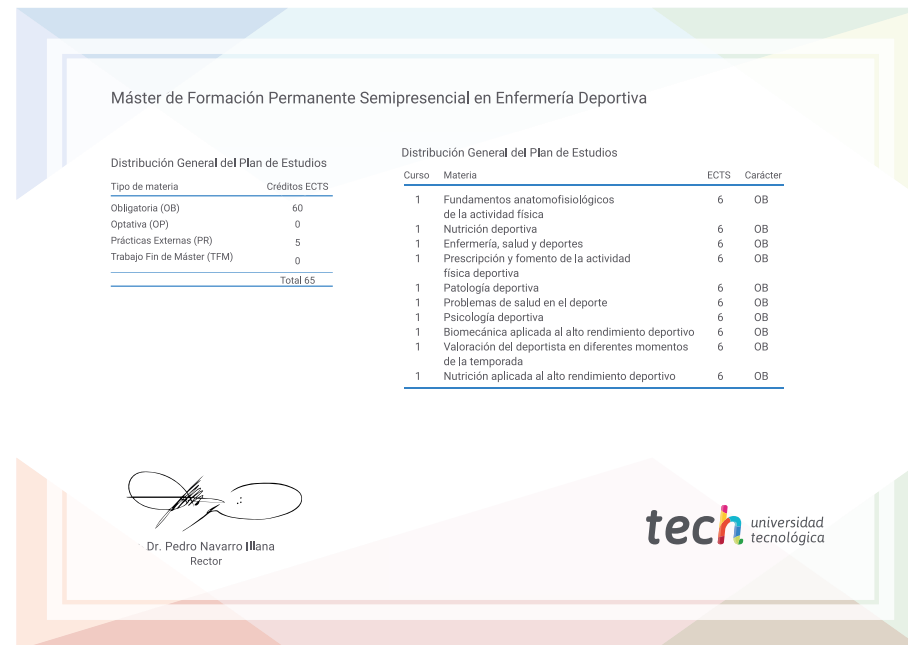 Máster de Formación Permanente Semipresencial en Enfermería Deportiva
Distribución General del Plan de Estudios
Tipo de materia Créditos ECTS
Obligatoria (OB) 60
Optativa (OP) 0
Prácticas Externas (PR) 5
Trabajo Fin de Máster (TFM) 0
Total 65
Distribución General del Plan de Estudios
Curso Materia ECTS Carácter
1 Fundamentos anatomofisiológicos 6 OB
de la actividad física
1 Nutrición deportiva 6 OB
1 Enfermería, salud y deportes 6 OB
1 Prescripción y fomento de la actividad 6 OB
física deportiva
1 Patología deportiva 6 OB
1 Problemas de salud en el deporte 6 OB
1 Psicología deportiva 6 OB
1 Biomecánica aplicada al alto rendimiento deportivo 6 OB
1 Valoración del deportista en diferentes momentos 6 OB
de la temporada
1 Nutrición aplicada al alto rendimiento deportivo 6 OB
Dr. Pedro Navarro Illana
Rector
tech universidad
tecnológica